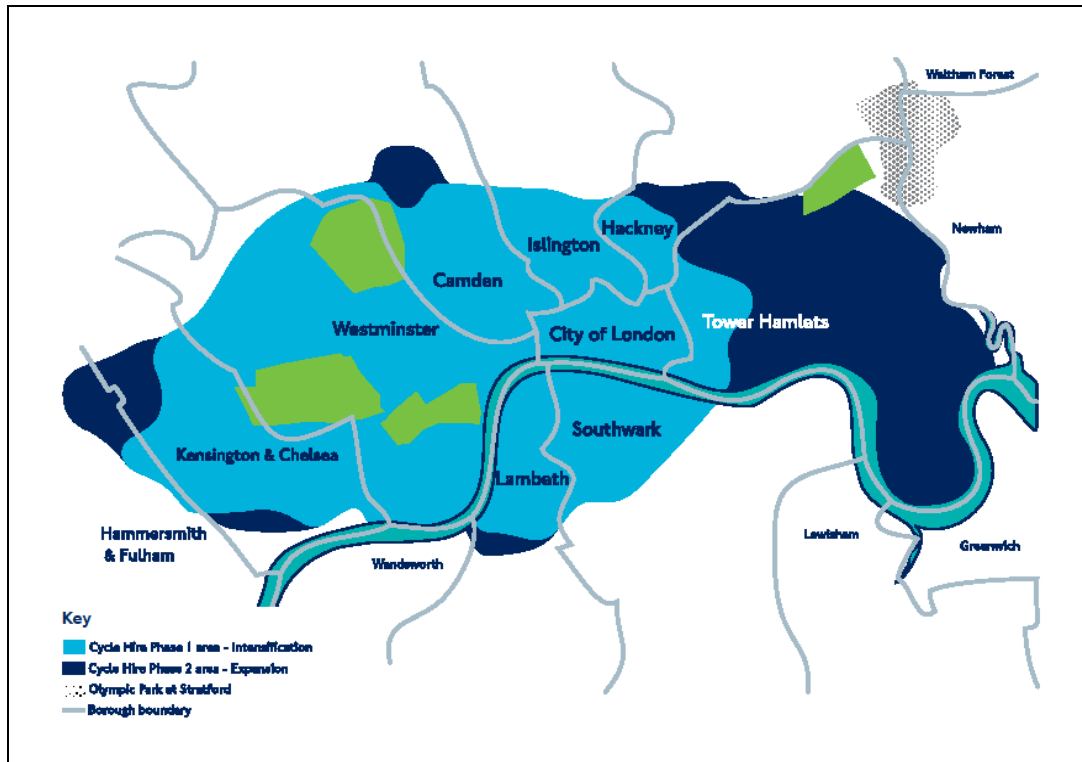 Waltham Forest
Hackney
Newham
Islington
Camden
Westminster
City of London
Tower Hamlets
Southwark
Kensington & Chelsea
Lambeth
Hammersmith
& Fulham
Wandsworth
Lewisham
Greenwich
Key
Cycle Hire Phase 1 area - Intensification
Cycle Hire Phase 2 area - Expansion
Olympic Park at Stratford
Borough boundary